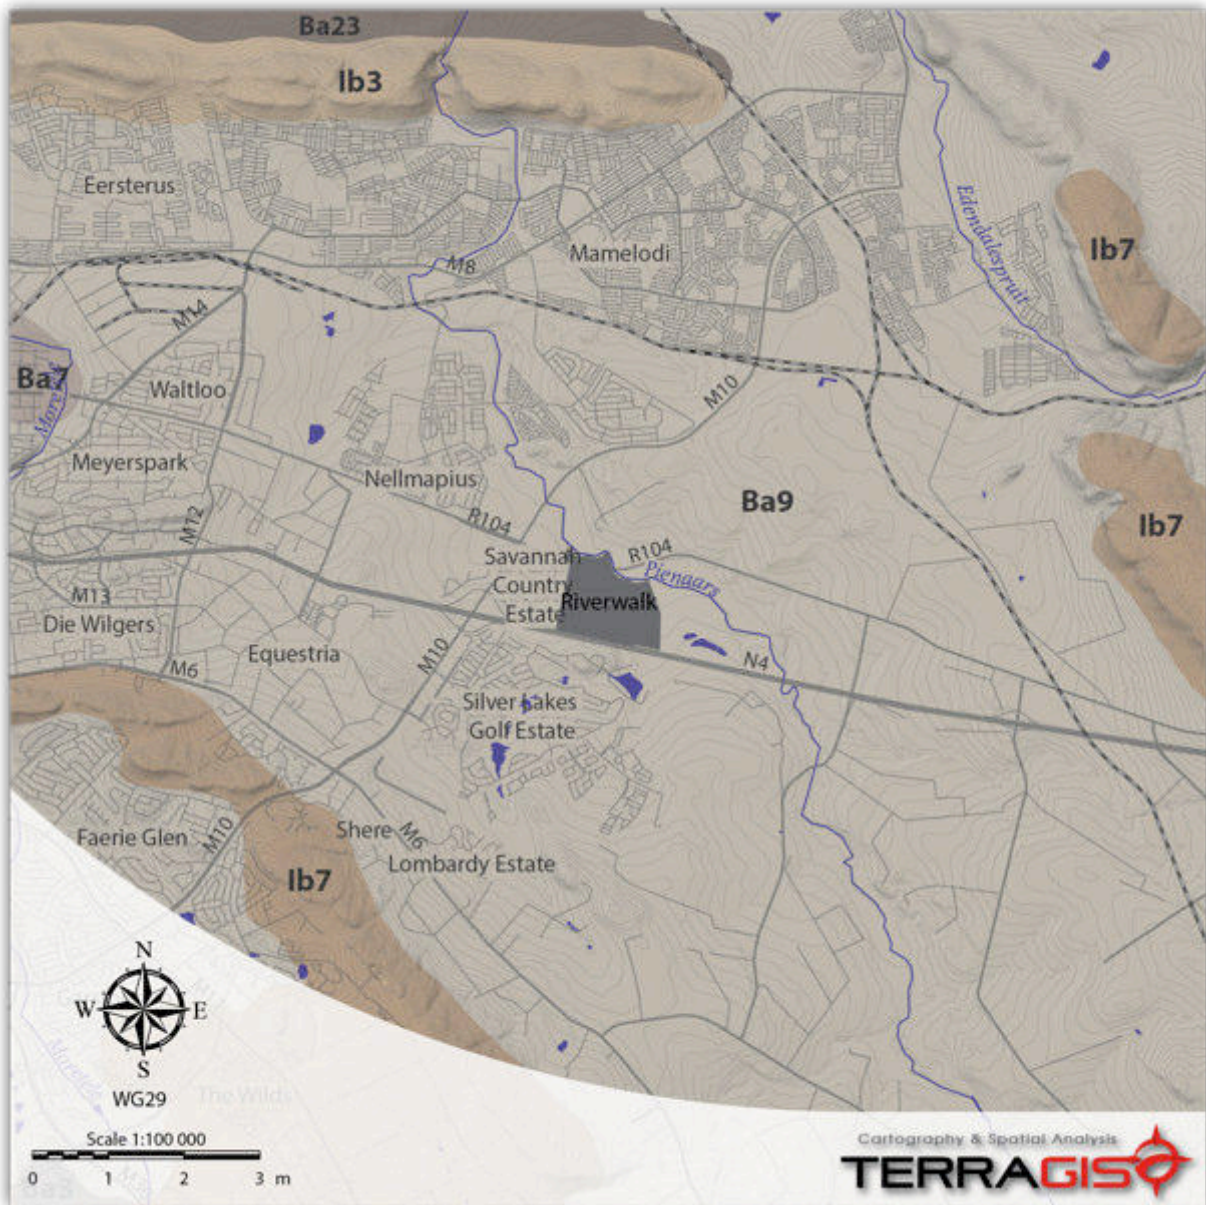 Ba23
Ib3
Eersterus
Mamelodi
M8
Edendalespruit
Ib7
M14
Waltloo
M10
Meyerspark
Nellmapius
Ba9
R104
M12
Ib7
Savannah
Country
Estate
R104
Pienaars
Riverwalk
M13
Die Wilgers
Equestria
M10
M6
N4
Silver Lakes
Golf Estate
Faerie Glen
M10
Shere
M6
Lombardy Estate
Ib7
N
W
E
S
WG29
The Wilds
Scale 1:100 000
0 1 2 3 m
Cartography & Spatial Analysis
TERRAGIS